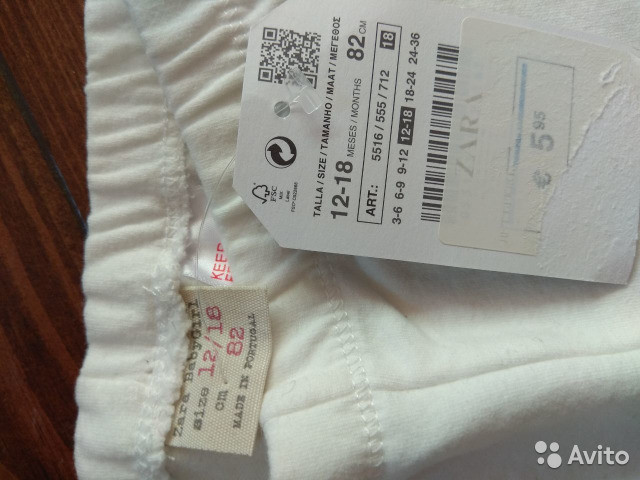 TALLA / SIZE / TAMANHO / MAAT / ΜΕΓΕΘΟΣ
12-18 MESES / MONTHS 82 CM
ART.: 5516 / 555 / 712 18
3-6 6-9 9-12 12-18 18-24 24-36
FSC
ZARA
€ 5,95
KEEP
Zara BabyGirl
size 12/18
cm. 82
MADE IN PORTUGAL
Avito